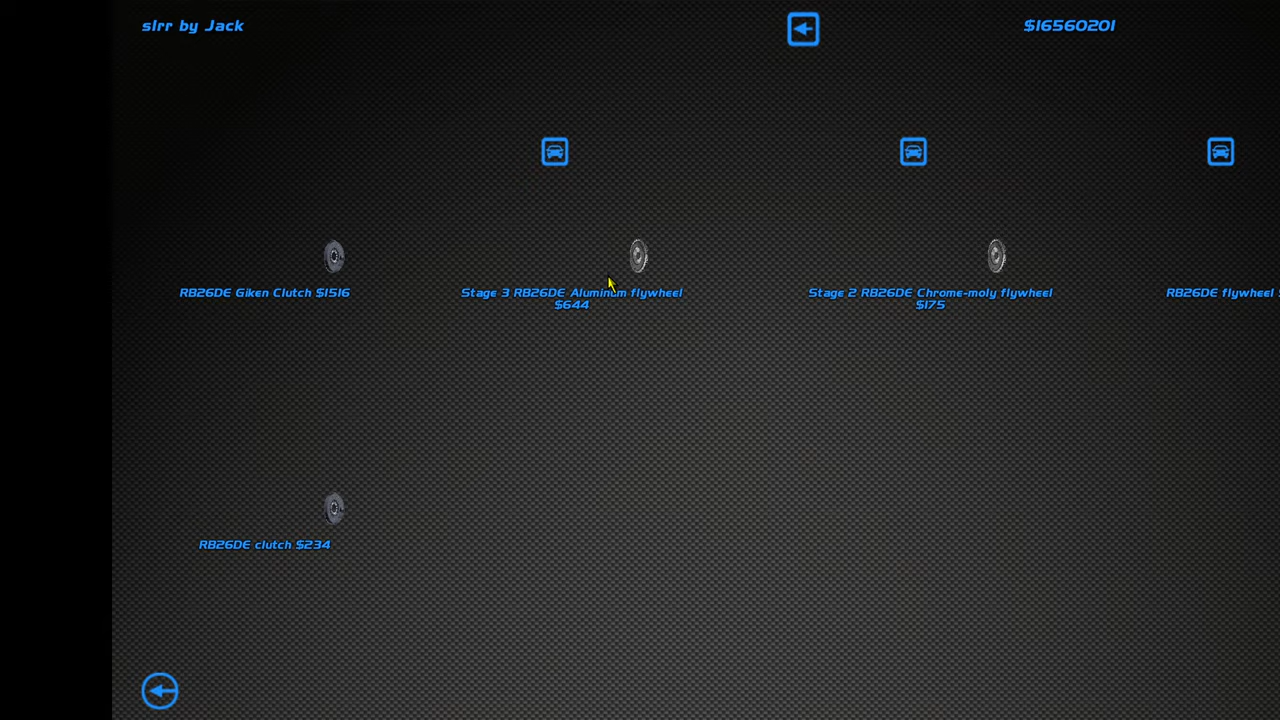 slrr by Jack
$16560201
RB26DE Giken Clutch $1516
Stage 3 RB26DE Aluminum flywheel
$644
Stage 2 RB26DE Chrome-moly flywheel
$175
RB26DE flywheel
RB26DE clutch $234